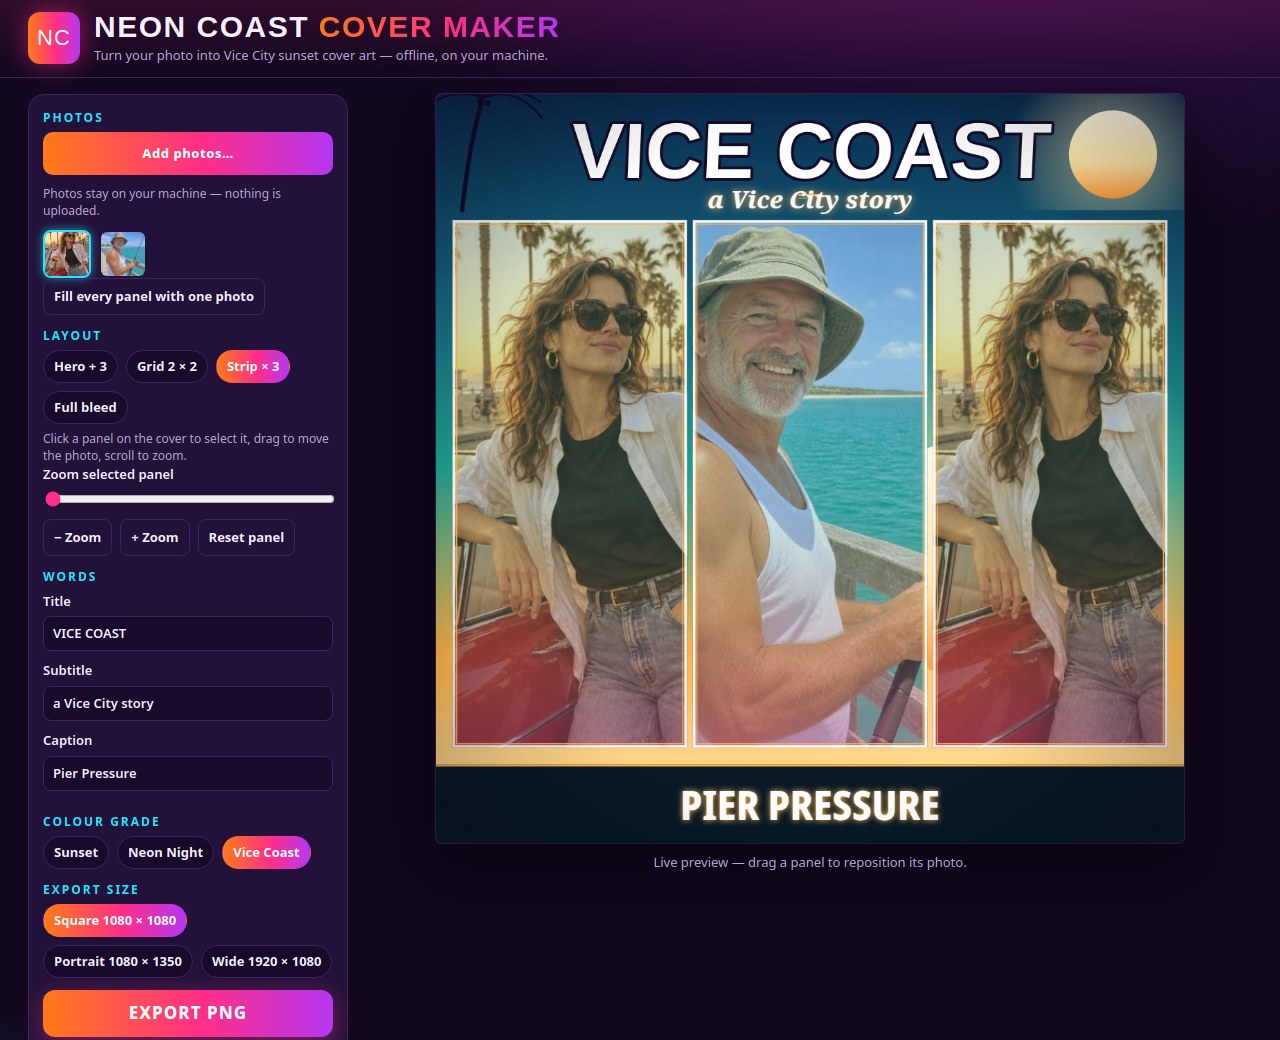 NC
NEON COAST COVER MAKER
Turn your photo into Vice City sunset cover art — offline, on your machine.
PHOTOS
Add photos...
Photos stay on your machine — nothing is
uploaded.
Fill every panel with one photo
LAYOUT
Hero + 3
Grid 2 × 2
Strip × 3
Full bleed
Click a panel on the cover to select it, drag to move
the photo, scroll to zoom.
Zoom selected panel
− Zoom
+ Zoom
Reset panel
WORDS
Title
VICE COAST
Subtitle
a Vice City story
Caption
Pier Pressure
COLOUR GRADE
Sunset
Neon Night
Vice Coast
EXPORT SIZE
Square 1080 × 1080
Portrait 1080 × 1350
Wide 1920 × 1080
EXPORT PNG
VICE COAST
a Vice City story
PIER PRESSURE
Live preview — drag a panel to reposition its photo.